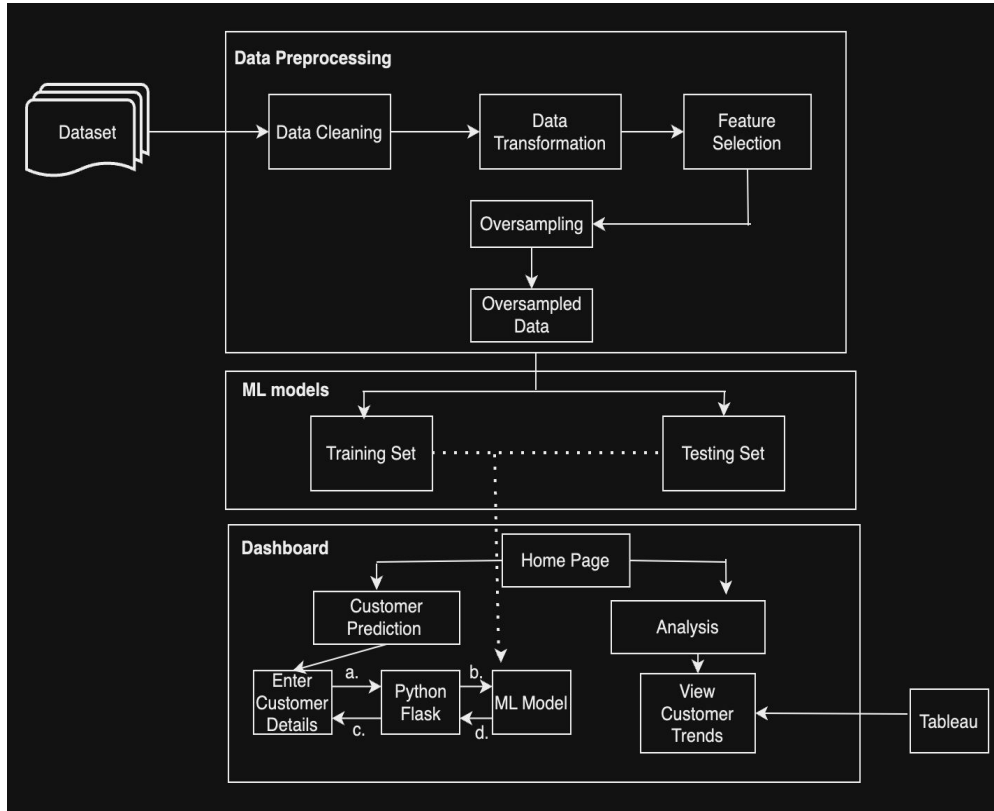 Data Preprocessing
Dataset
Data Cleaning
Data
Transformation
Feature
Selection
Oversampling
Oversampled
Data
ML models
Training Set
Testing Set
Dashboard
Home Page
Customer
Prediction
Analysis
Enter
Customer
Details
a.
Python
Flask
b.
ML Model
c.
d.
View
Customer
Trends
Tableau